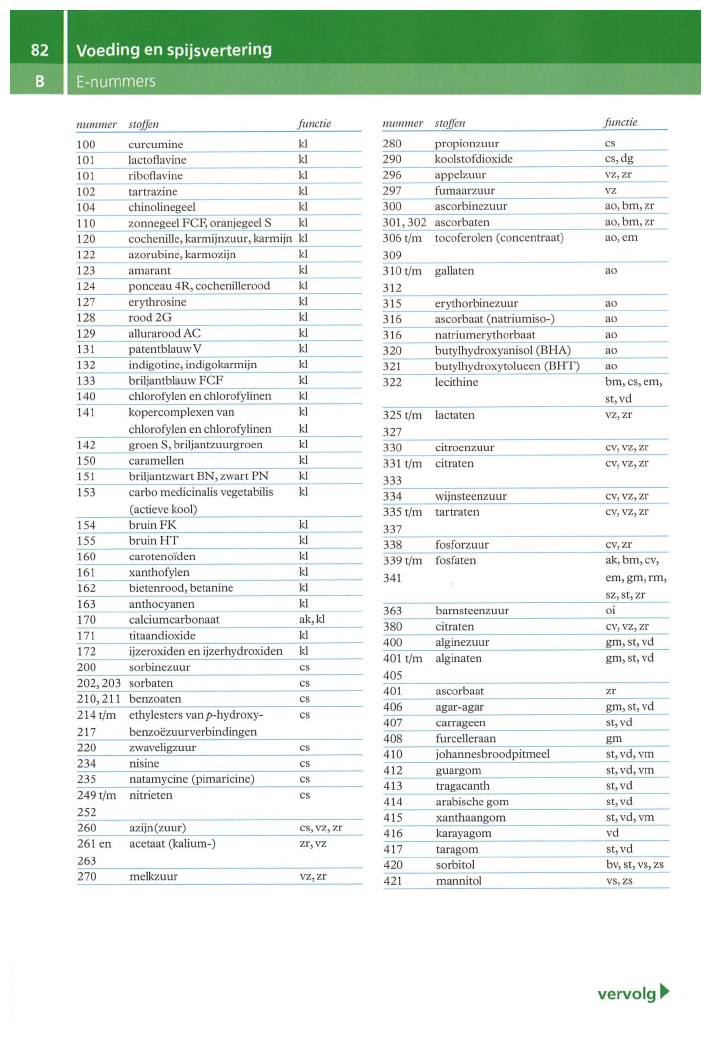 82 Voeding en spijsvertering
B E-nummers
nummer stoffen functie
100 curcumine kl
101 lactoflavine kl
101 riboflavine kl
102 tartrazine kl
104 chinolinegeel kl
110 zonnegeel FCF, oranjegeel S kl
120 cochenille, karmijnzuur, karmijn kl
122 azorubine, karmozijn kl
123 amarant kl
124 ponceau 4R, cochenillerood kl
127 erythrosine kl
128 rood 2G kl
129 allurarood AC kl
131 patentblauw V kl
132 indigotine, indigokarmijn kl
133 briljantblauw FCF kl
140 chlorofylen en chlorofylinen kl
141 kopercomplexen van kl
chlorofylen en chlorofylinen kl
142 groen S, briljantzuurgroen kl
150 caramellen kl
151 briljantzwart BN, zwart PN kl
153 carbo medicinalis vegetabilis kl
(actieve kool)
154 bruin FK kl
155 bruin HT kl
160 carotenoïden kl
161 xanthofylen kl
162 bietenrood, betanine kl
163 anthocyanen kl
170 calciumcarbonaat ak, kl
171 titaandioxide kl
172 ijzeroxiden en ijzerhydroxiden kl
200 sorbinezuur cs
202, 203 sorbaten cs
210, 211 benzoaten cs
214 t/m ethylesters van p-hydroxy- cs
217 benzoëzuurverbindingen
220 zwaveligzuur cs
234 nisine cs
235 natamycine (pimaricine) cs
249 t/m nitrieten cs
252
260 azijn(zuur) cs, vz, zr
261 en acetaat (kalium-) zr, vz
263
270 melkzuur vz, zr
nummer stoffen functie
280 propionzuur cs
290 koolstofdioxide cs, dg
296 appelzuur vz, zr
297 fumaarzuur vz
300 ascorbinezuur ao, bm, zr
301, 302 ascorbaten ao, bm, zr
306 t/m tocoferolen (concentraat) ao, em
309
310 t/m gallaten ao
312
315 erythorbinezuur ao
316 ascorbaat (natriumiso-) ao
316 natriumerythorbaat ao
320 butylhydroxyanisol (BHA) ao
321 butylhydroxytolueen (BHT) ao
322 lecithine bm, cs, em,
st, vd
325 t/m lactaten vz, zr
327
330 citroenzuur cv, vz, zr
331 t/m citraten cv, vz, zr
333
334 wijnsteenzuur cv, vz, zr
335 t/m tartraten cv, vz, zr
337
338 fosforzuur cv, zr
339 t/m fosfaten ak, bm, cv,
341 em, gm, rm,
sz, st, zr
363 barnsteenzuur oi
380 citraten cv, vz, zr
400 alginezuur gm, st, vd
401 t/m alginaten gm, st, vd
405
401 ascorbaat zr
406 agar-agar gm, st, vd
407 carrageen st, vd
408 furcelleraan gm
410 johannesbroodpitmeel st, vd, vm
412 guargom st, vd, vm
413 tragacanth st, vd
414 arabische gom st, vd
415 xanthaangom st, vd, vm
416 karayagom vd
417 taragom st, vd
420 sorbitol bv, st, vs, zs
421 mannitol vs, zs
vervolg